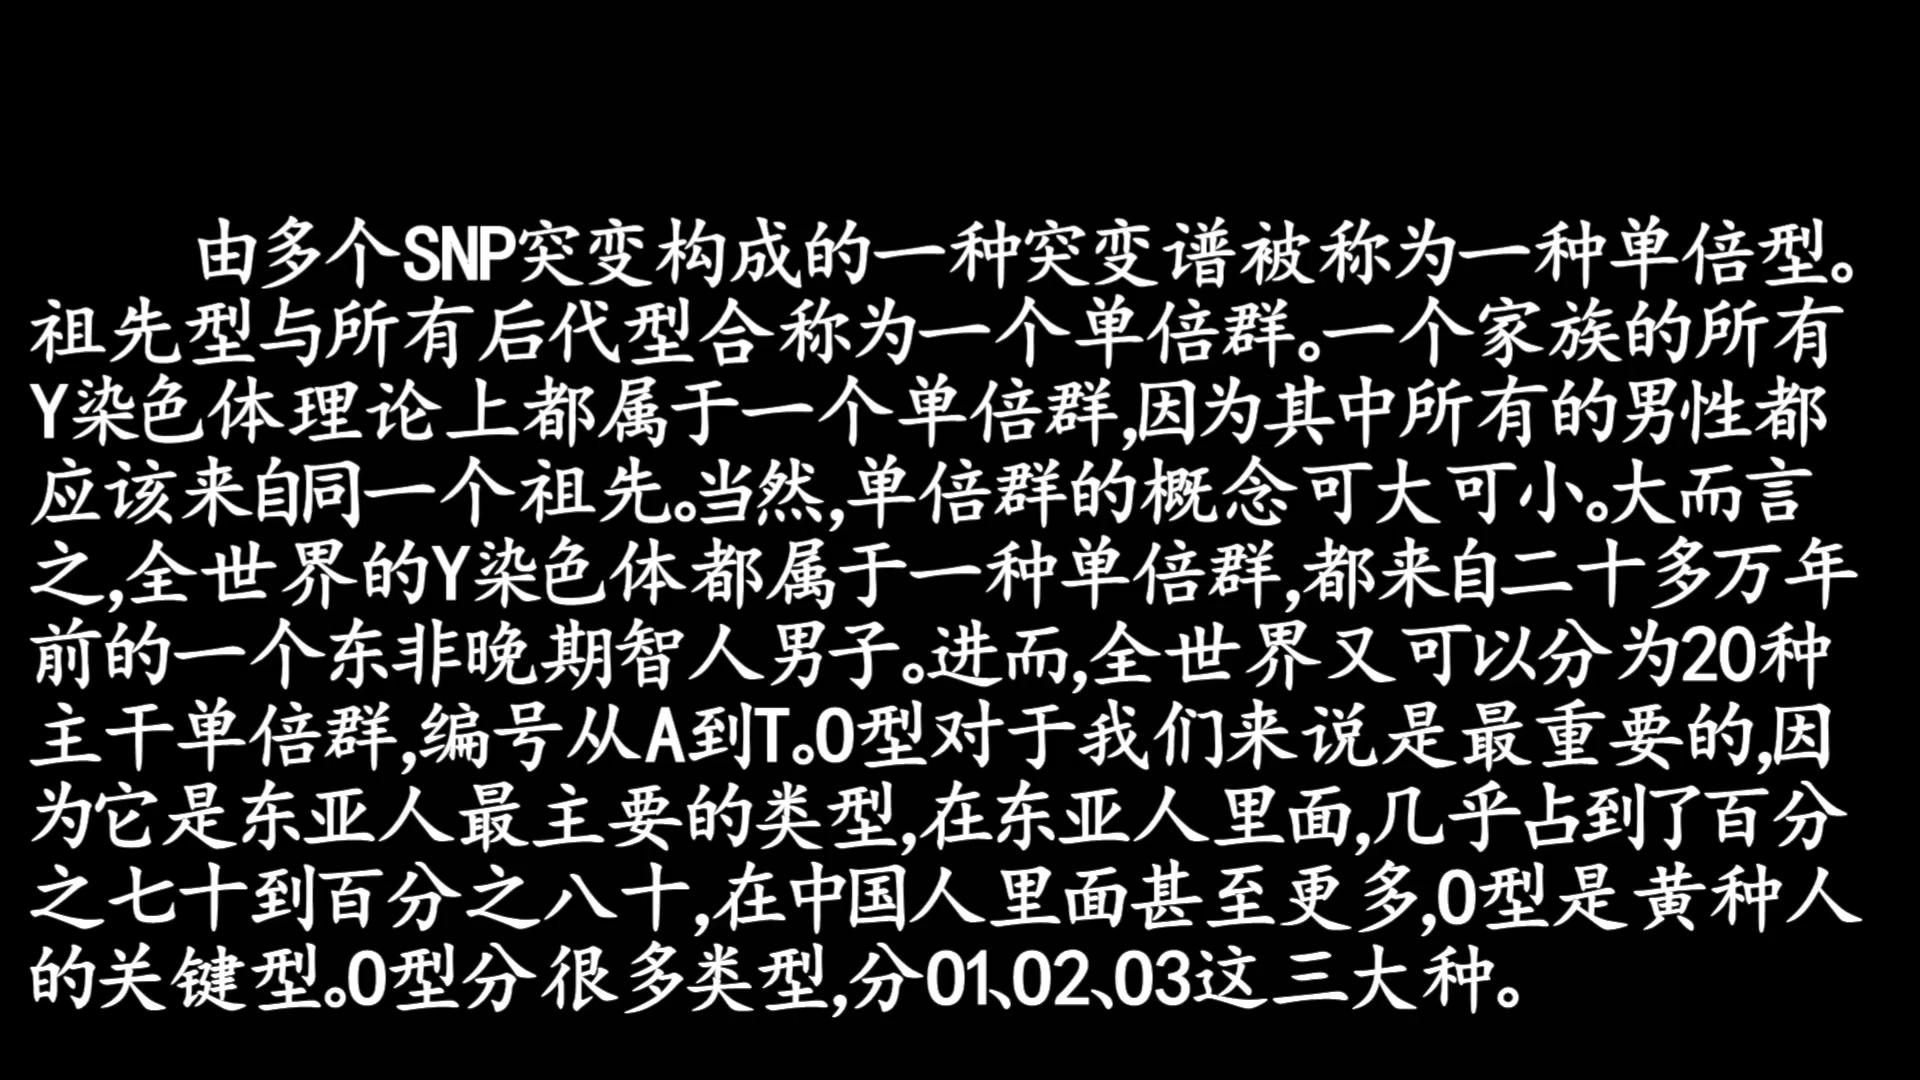 由多个SNP突变构成的一种突变谱被称为一种单倍型。
祖先型与所有后代型合称为一个单倍群。一个家族的所有
Y染色体理论上都属于一个单倍群,因为其中所有的男性都
应该来自同一个祖先。当然,单倍群的概念可大可小。大而言
之,全世界的Y染色体都属于一种单倍群,都来自二十多万年
前的一个东非晚期智人男子。进而,全世界又可以分为20种
主干单倍群,编号从A到T。O型对于我们来说是最重要的,因
为它是东亚人最主要的类型,在东亚人里面,几乎占到了百分
之七十到百分之八十,在中国人里面甚至更多,O型是黄种人
的关键型。O型分很多类型,分O1、O2、O3这三大种。